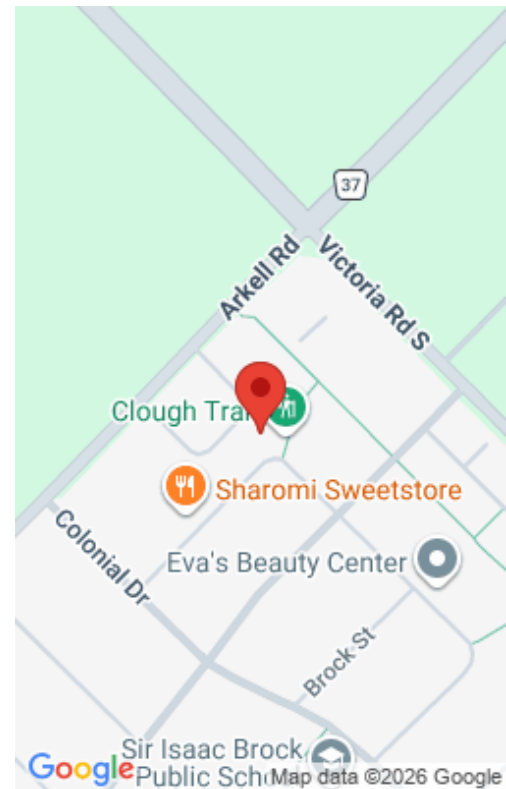 37
Arkell Rd
Victoria Rd S
Clough Trai
Sharomi Sweetstore
Eva's Beauty Center
Colonial Dr
Brock St
Sir Isaac Brock
Public Scho
Google
Map data ©2026 Google